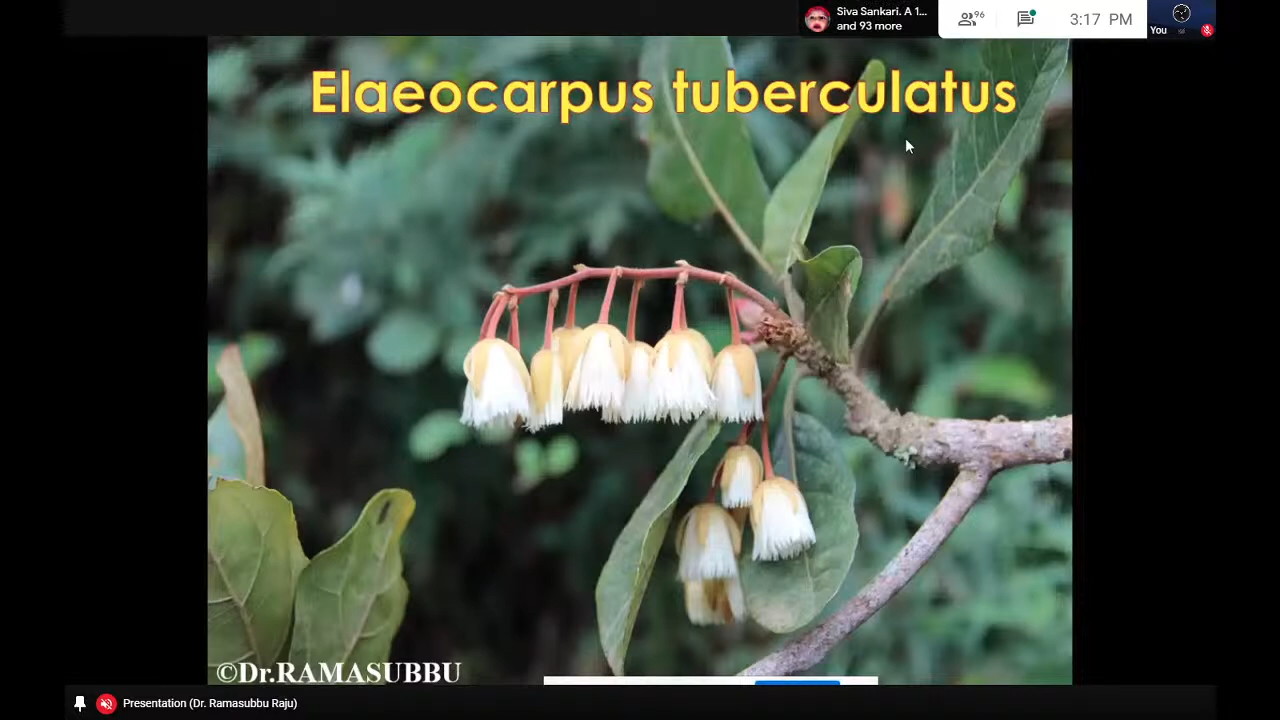 Siva Sankari. A 1...
and 93 more
96
3:17 PM
You
Elaeocarpus tuberculatus
©Dr.RAMASUBBU
Presentation (Dr. Ramasubbu Raju)